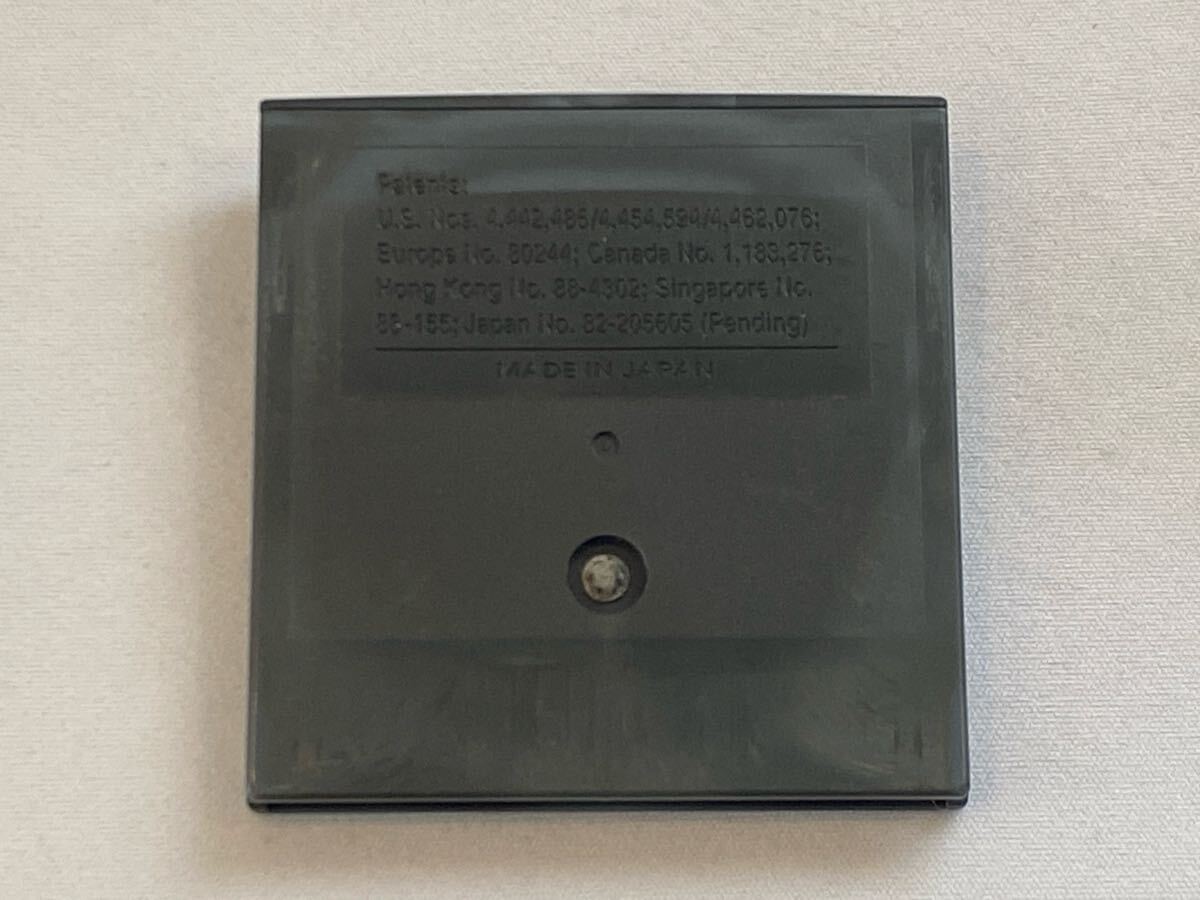 Patents:
U.S. Nos. 4,442,486/4,454,594/4,462,076;
Europe No. 80244; Canada No. 1,183,276;
Hong Kong No. 88-4302; Singapore No.
88-155; Japan No. 82-205605 (Pending)
MADE IN JAPAN